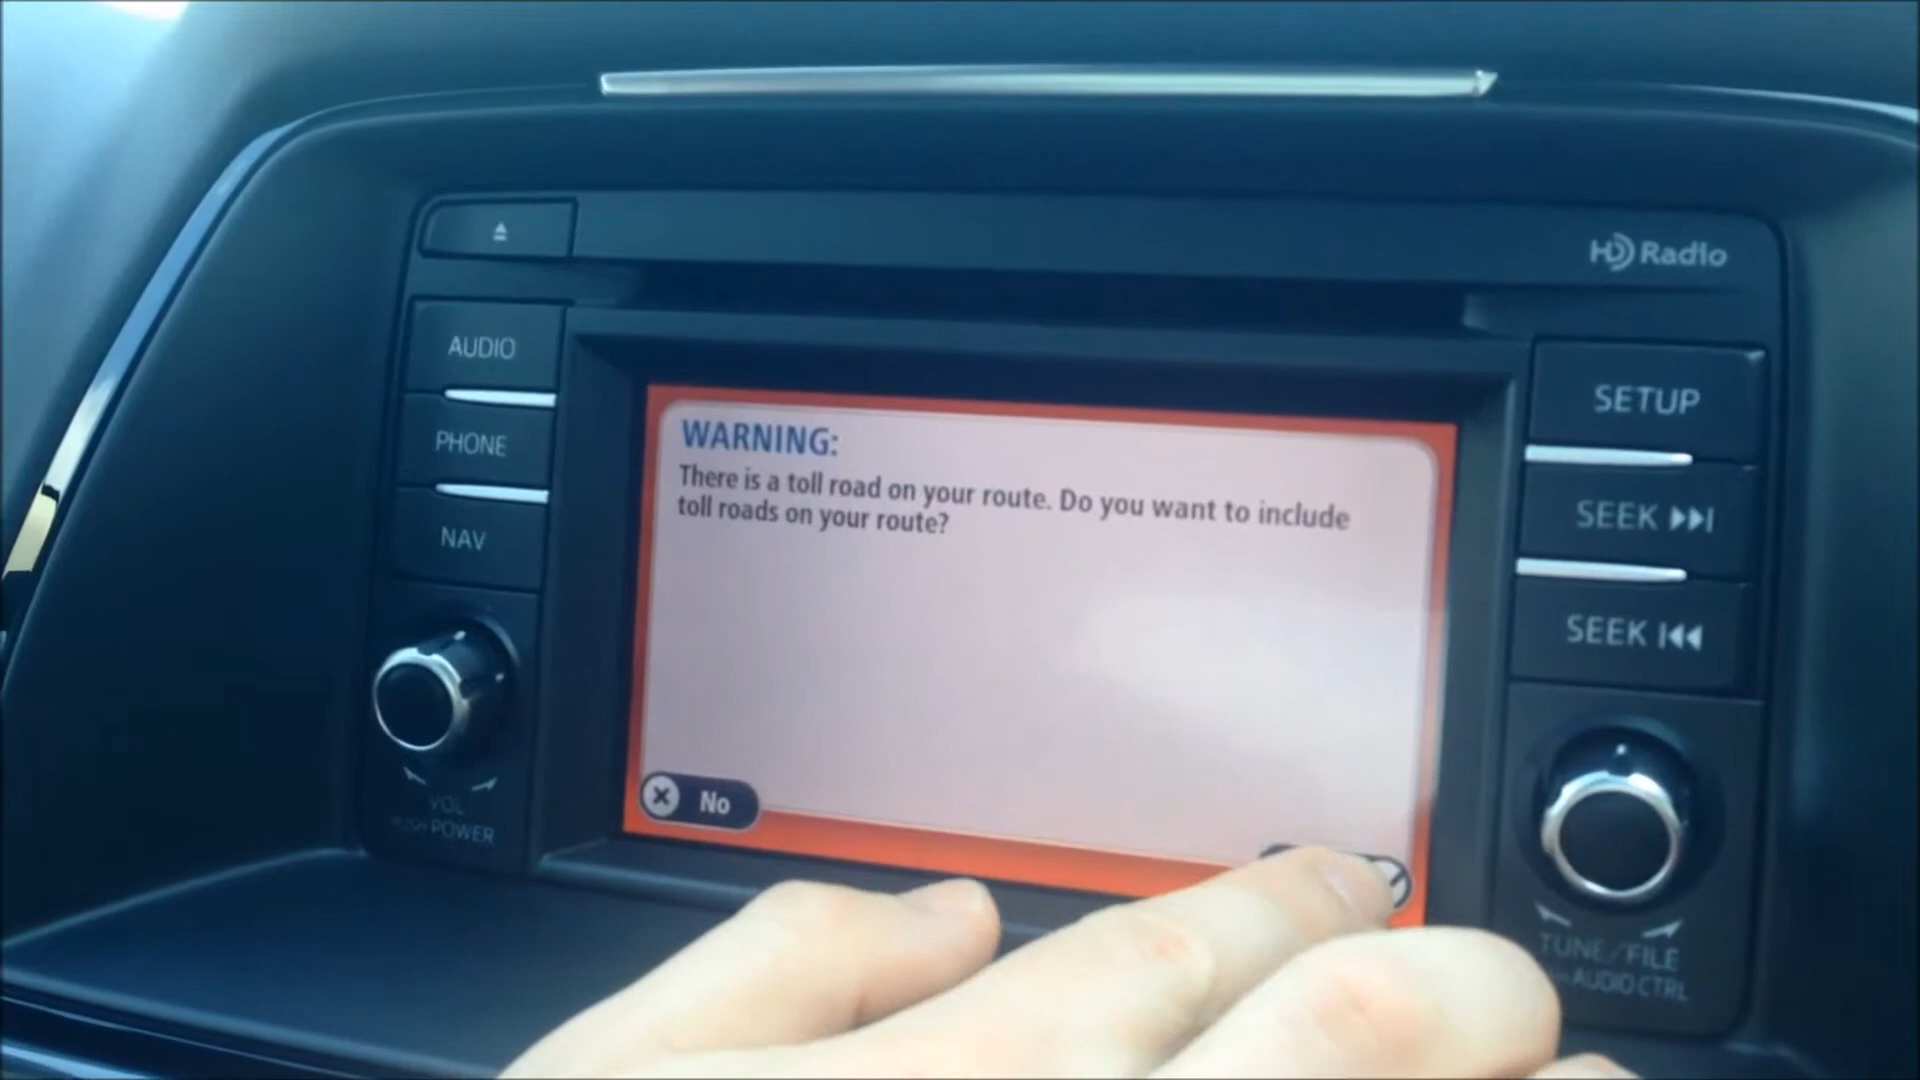 HD Radio
AUDIO
PHONE
NAV
VOL
PUSH POWER
WARNING:
There is a toll road on your route. Do you want to include
toll roads on your route?
No
SETUP
SEEK
SEEK
TUNE/FILE
AUDIO CTRL